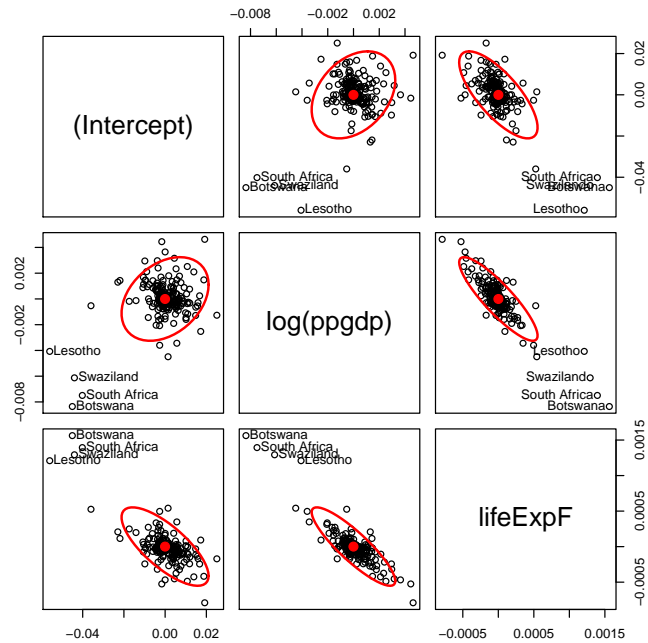 −0.008 −0.002 0.002
(Intercept)
South Africa
Botswana
Swaziland
Lesotho
South Africa
Swaziland
Botswana
Lesotho
0.02
0.00
−0.04
0.002
−0.002
−0.008
Lesotho
Swaziland
South Africa
Botswana
log(ppgdp)
Lesotho
Swaziland
South Africa
Botswana
Botswana
South Africa
Swaziland
Lesotho
Botswana
South Africa
Swaziland
Lesotho
lifeExpF
0.0015
0.0005
−0.0005
−0.04 0.00 0.02
−0.0005 0.0005 0.0015